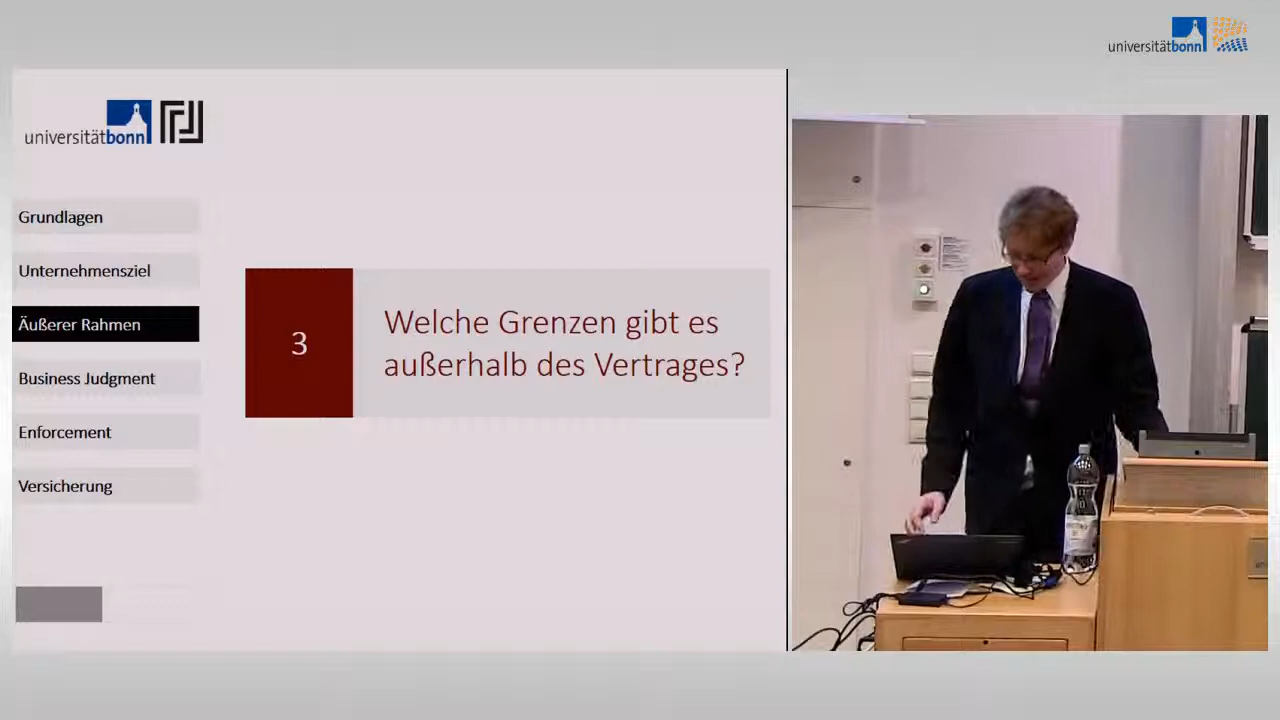 universitätbonn
universitätbonn
Grundlagen
Unternehmensziel
Äußerer Rahmen
Business Judgment
Enforcement
Versicherung
3
Welche Grenzen gibt es
außerhalb des Vertrages?